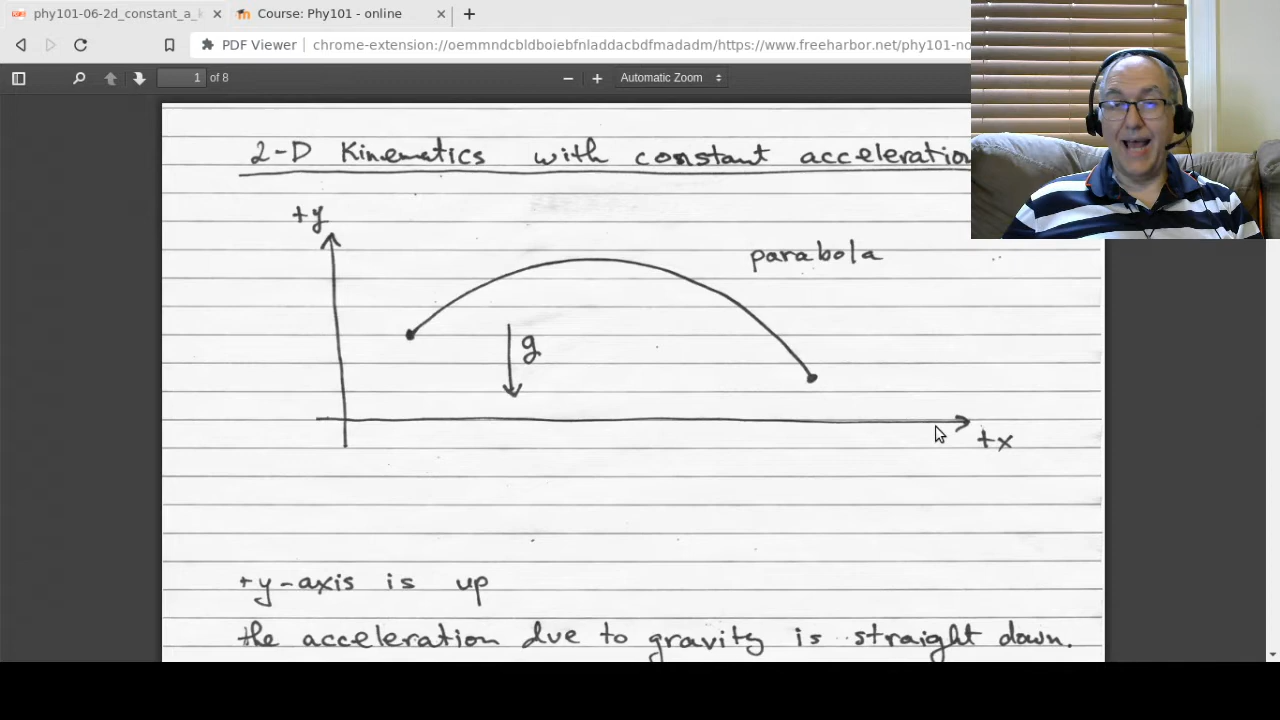 phy101-06-2d_constant_a_k
Course: Phy101 - online
PDF Viewer
chrome-extension://oemmndcbldboiebfnladdacbdfmadadm/https://www.freeharbor.net/phy101-no
1 of 8
Automatic Zoom
2-D Kinematics with constant acceleration
+y
parabola
g
+x
+y-axis is up
the acceleration due to gravity is straight down.